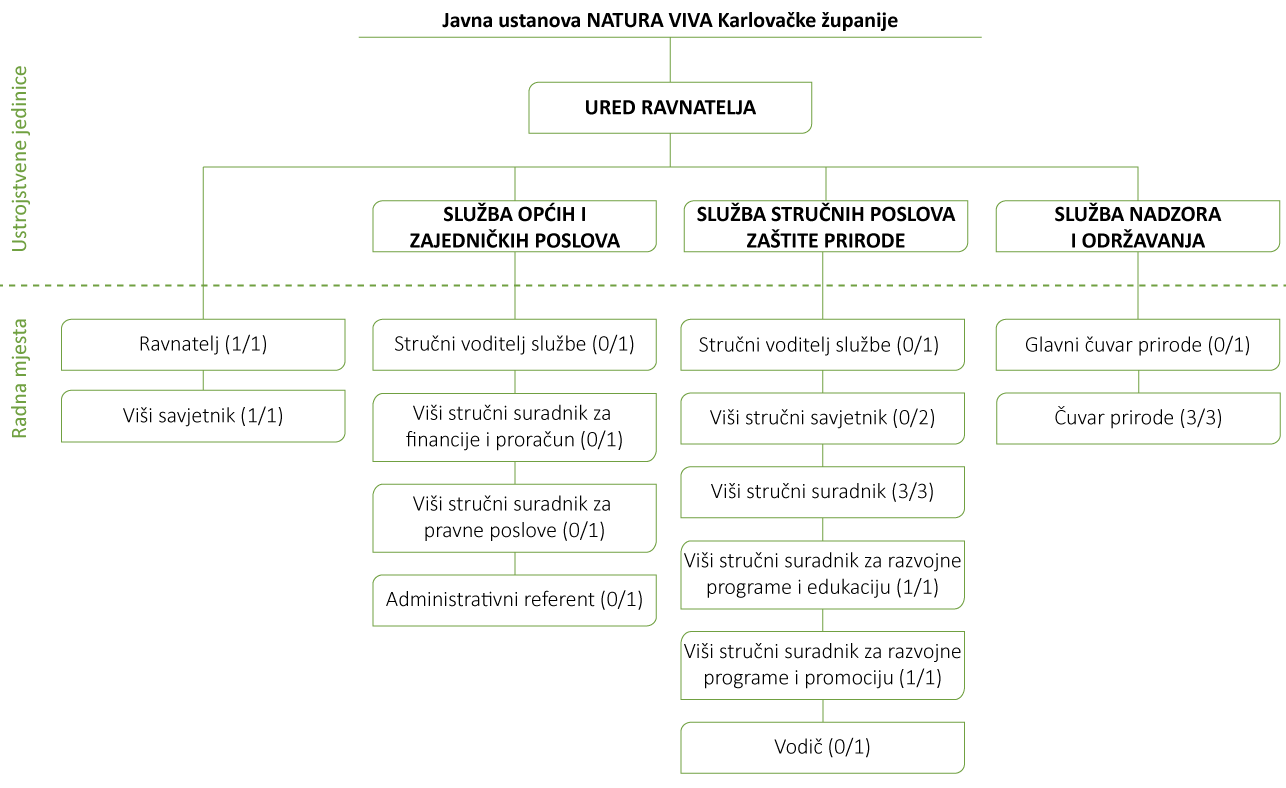 Javna ustanova NATURA VIVA Karlovačke županije
Ustrojstvene jedinice
URED RAVNATELJA
SLUŽBA OPĆIH I
ZAJEDNIČKIH POSLOVA
SLUŽBA STRUČNIH POSLOVA
ZAŠTITE PRIRODE
SLUŽBA NADZORA
I ODRŽAVANJA
Radna mjesta
Ravnatelj (1/1)
Viši savjetnik (1/1)
Stručni voditelj službe (0/1)
Viši stručni suradnik za
financije i proračun (0/1)
Viši stručni suradnik za
pravne poslove (0/1)
Administrativni referent (0/1)
Stručni voditelj službe (0/1)
Viši stručni savjetnik (0/2)
Viši stručni suradnik (3/3)
Viši stručni suradnik za razvojne
programe i edukaciju (1/1)
Viši stručni suradnik za razvojne
programe i promociju (1/1)
Vodič (0/1)
Glavni čuvar prirode (0/1)
Čuvar prirode (3/3)